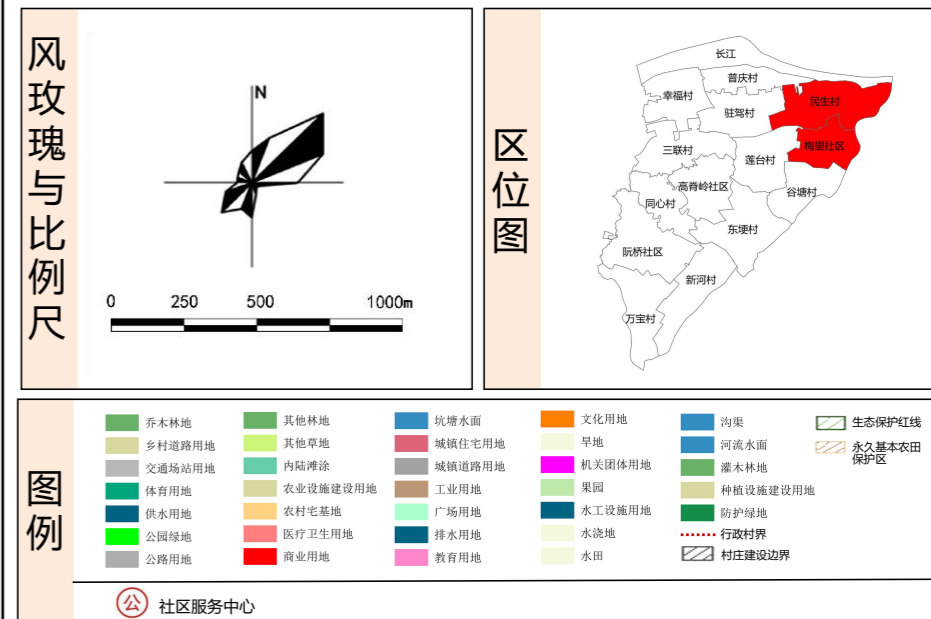 风玫瑰与比例尺
N
0 250 500 1000m
区位图
长江
普庆村
幸福村
民生村
驻驾村
三联村
梅里社区
莲台村
高脊岭社区
谷塘村
同心村
东埂村
阮桥社区
新河村
万宝村
图例
乔木林地
乡村道路用地
交通场站用地
体育用地
供水用地
公园绿地
公路用地
其他林地
其他草地
内陆滩涂
农业设施建设用地
农村宅基地
医疗卫生用地
商业用地
坑塘水面
城镇住宅用地
城镇道路用地
工业用地
广场用地
排水用地
教育用地
文化用地
旱地
机关团体用地
果园
水工设施用地
水浇地
水田
沟渠
河流水面
灌木林地
种植设施建设用地
防护绿地
行政村界
村庄建设边界
生态保护红线
永久基本农田
保护区
公 社区服务中心